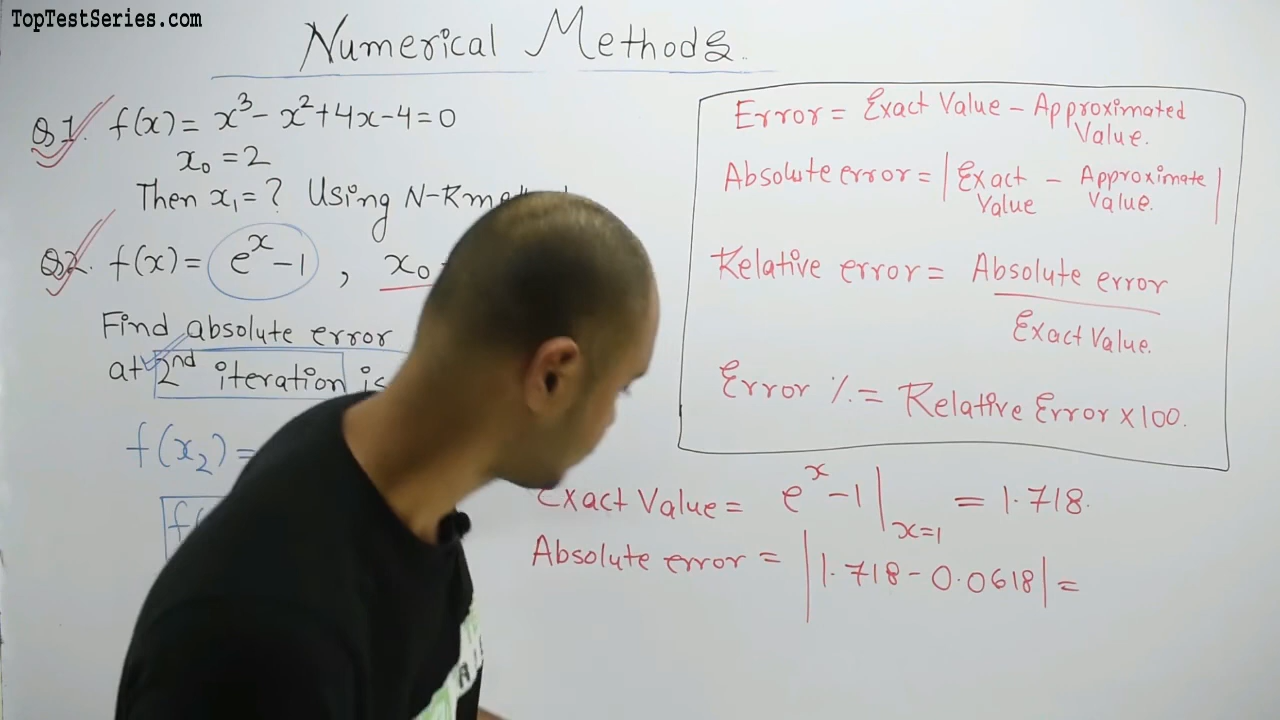 TopTestSeries.com
Numerical Methods.
Q1. f(x) = x³ - x² + 4x - 4 = 0
x₀ = 2
Then x₁ = ? Using N-R
Q2. f(x) = eˣ - 1 , x₀
Find absolute error
at 2nd iteration is
f(x₂) =
Error = Exact Value - Approximated
Value.
Absolute error = | Exact Value - Approximate Value. |
Relative error = Absolute error
Exact Value.
Error % = Relative Error × 100.
Exact Value = eˣ - 1 |ₓ₌₁ = 1.718.
Absolute error = | 1.718 - 0.0618 | =